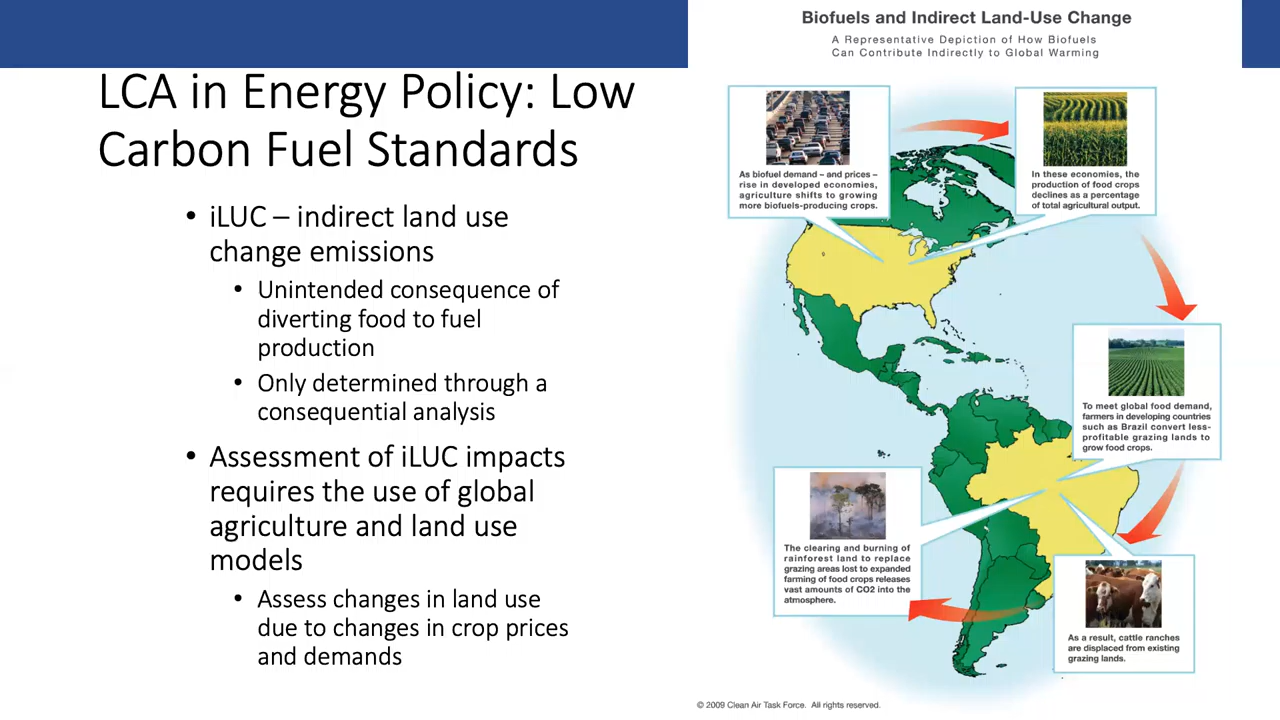 LCA in Energy Policy: Low
Carbon Fuel Standards
• iLUC – indirect land use
change emissions
• Unintended consequence of
diverting food to fuel
production
• Only determined through a
consequential analysis
• Assessment of iLUC impacts
requires the use of global
agriculture and land use
models
• Assess changes in land use
due to changes in crop prices
and demands
Biofuels and Indirect Land-Use Change
A Representative Depiction of How Biofuels
Can Contribute Indirectly to Global Warming
As biofuel demand – and prices –
rise in developed economies,
agriculture shifts to growing
more biofuels-producing crops.
In these economies, the
production of food crops
declines as a percentage
of total agricultural output.
To meet global food demand,
farmers in developing countries
such as Brazil convert less-
profitable grazing lands to
grow food crops.
As a result, cattle ranches
are displaced from existing
grazing lands.
The clearing and burning of
rainforest land to replace
grazing areas lost to expanded
farming of food crops releases
vast amounts of CO2 into the
atmosphere.
© 2009 Clean Air Task Force. All rights reserved.